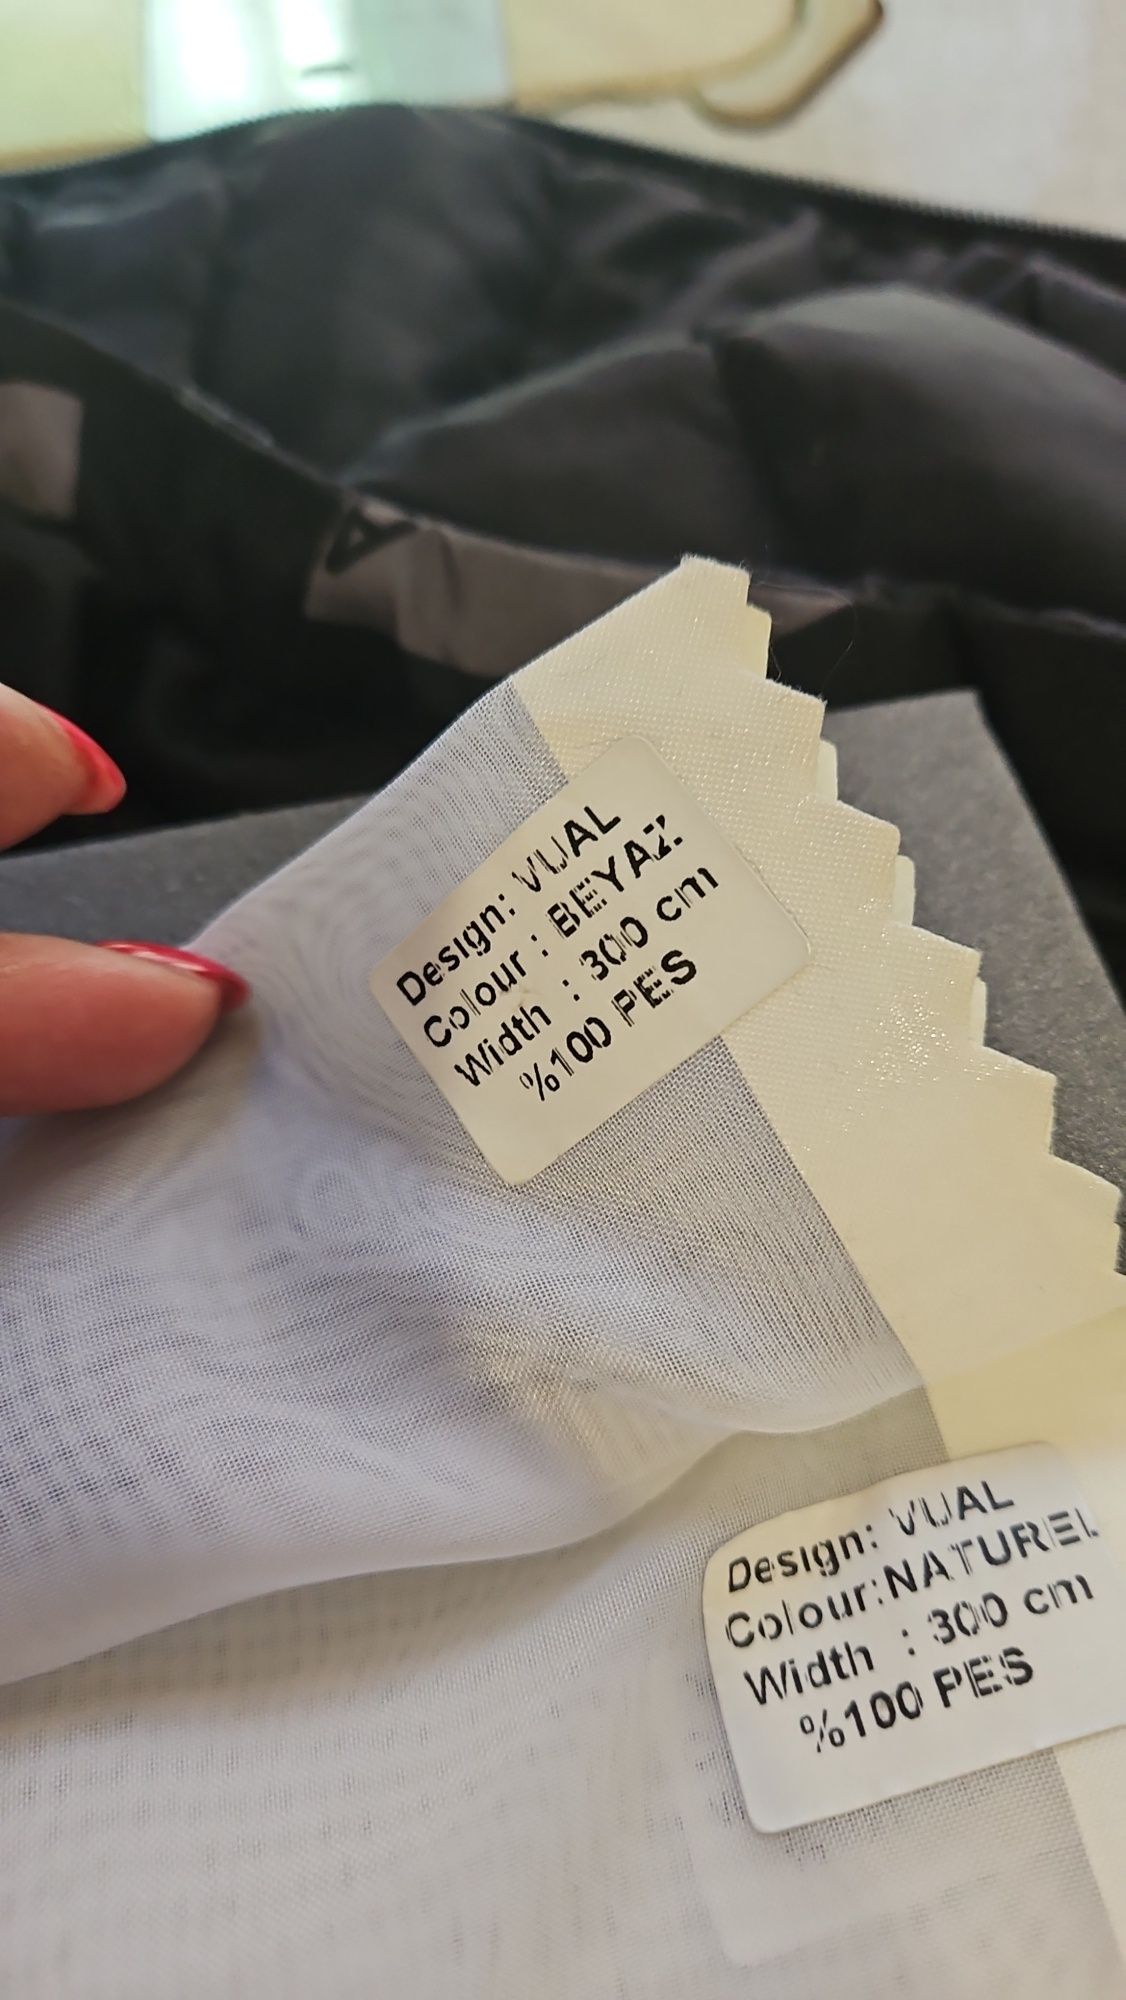 Design: VUAL
Colour : BEYAZ
Width : 300 cm
%100 PES
Design: VUAL
Colour:NATUREL
Width : 300 cm
%100 PES